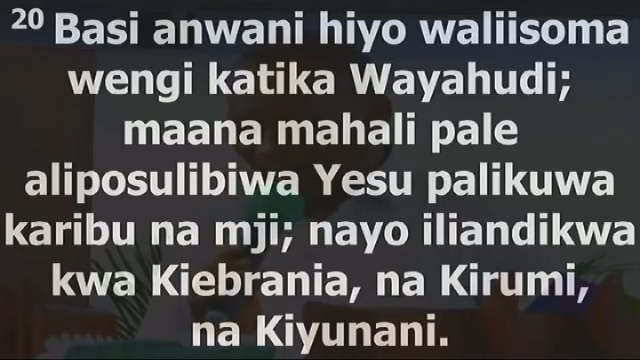 20 Basi anwani hiyo waliisoma
wengi katika Wayahudi;
maana mahali pale
aliposulibiwa Yesu palikuwa
karibu na mji; nayo iliandikwa
kwa Kiebrania, na Kirumi,
na Kiyunani.